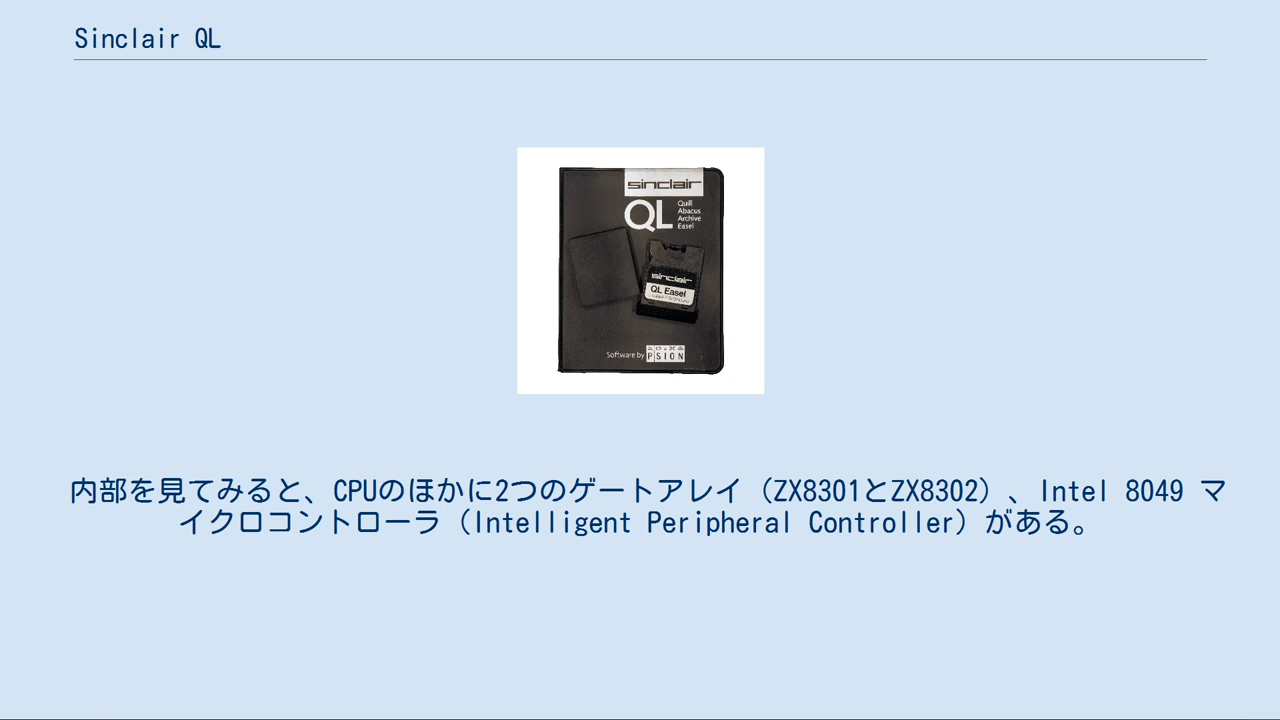 Sinclair QL
sinclair
QL
Quill
Abacus
Archive
Easel
sinclair
QL Easel
Software by PSION
内部を見てみると、CPUのほかに2つのゲートアレイ（ZX8301とZX8302）、Intel 8049 マ
イクロコントローラ（Intelligent Peripheral Controller）がある。